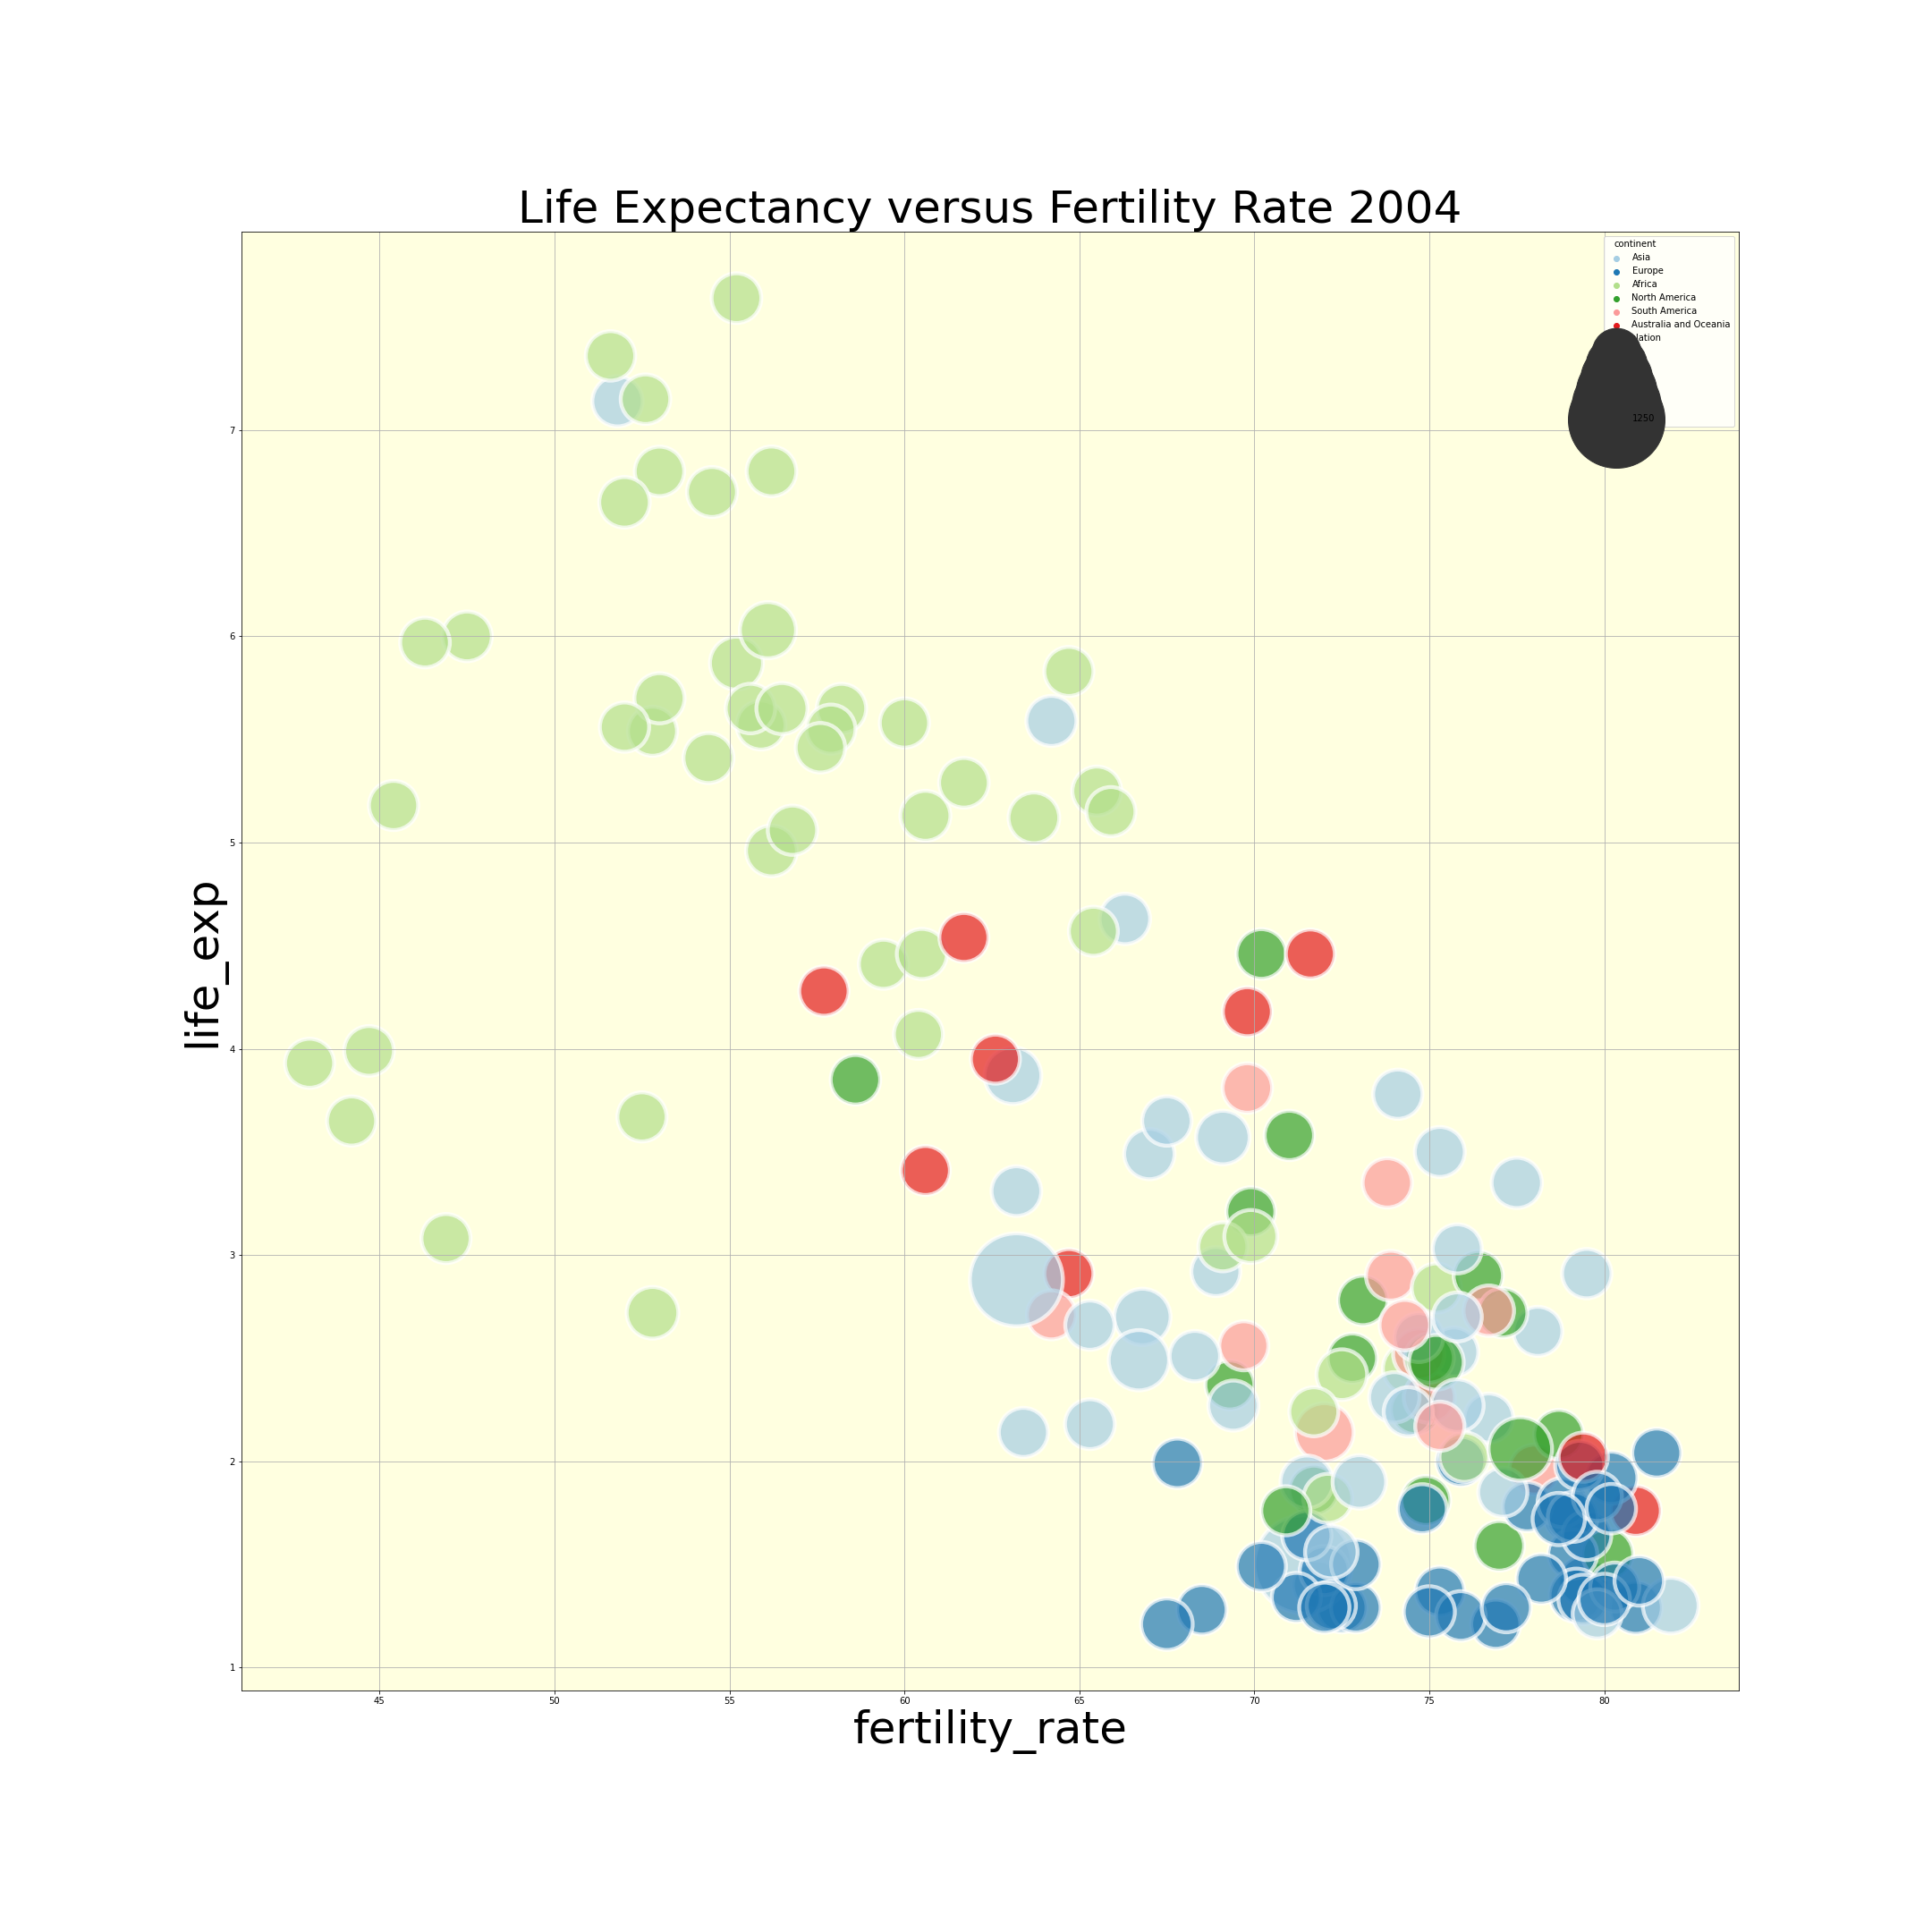 Life Expectancy versus Fertility Rate 2004
continent
Asia
Europe
Africa
North America
South America
Australia and Oceania
1250
7
6
5
4
3
2
1
life_exp
45 50 55 60 65 70 75 80
fertility_rate